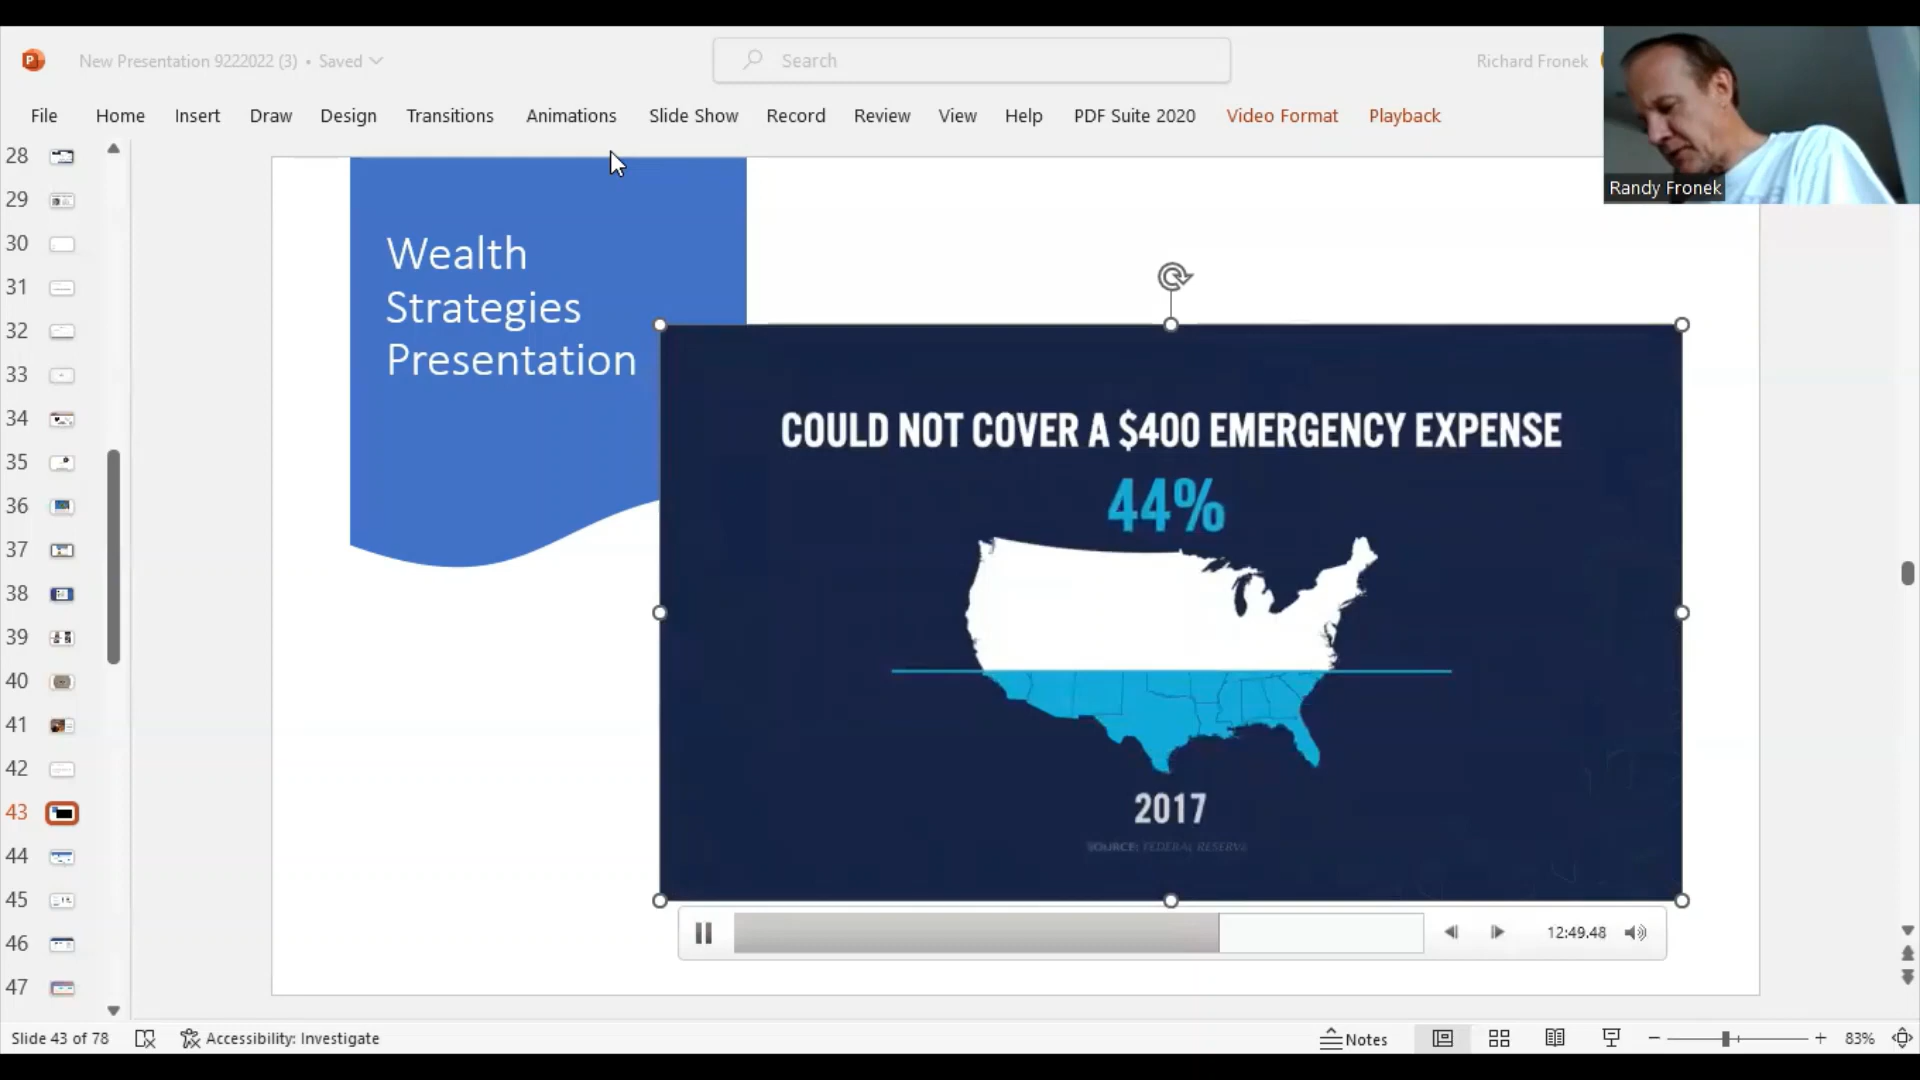 New Presentation 9222022 (3) • Saved
Search
Richard Fronek
File Home Insert Draw Design Transitions Animations Slide Show Record Review View Help PDF Suite 2020 Video Format Playback
Randy Fronek
28
29
30
31
32
33
34
35
36
37
38
39
40
41
42
43
44
45
46
47
Wealth
Strategies
Presentation
COULD NOT COVER A $400 EMERGENCY EXPENSE
44%
2017
SOURCE: FEDERAL RESERVE
12:49.48
Slide 43 of 78
Accessibility: Investigate
Notes
83%